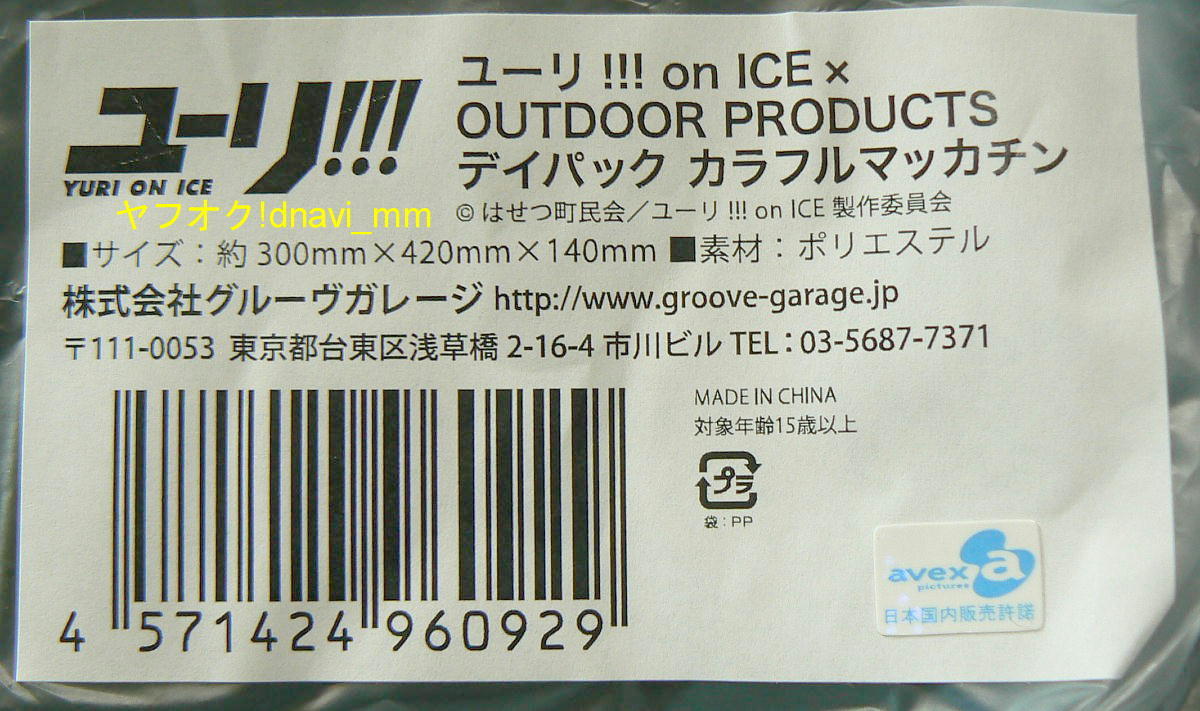 ユーリ!!!
YURI ON ICE
ユーリ !!! on ICE ×
OUTDOOR PRODUCTS
デイパック カラフルマッカチン
ヤフオク!dnavi_mm
© はせつ町民会／ユーリ !!! on ICE 製作委員会
■サイズ：約 300mm×420mm×140mm ■素材：ポリエステル
株式会社グルーヴガレージ http://www.groove-garage.jp
〒111-0053 東京都台東区浅草橋 2-16-4 市川ビル TEL：03-5687-7371
MADE IN CHINA
対象年齢15歳以上
プラ
袋：PP
4 571424 960929
avex a
pictures
日本国内販売許諾